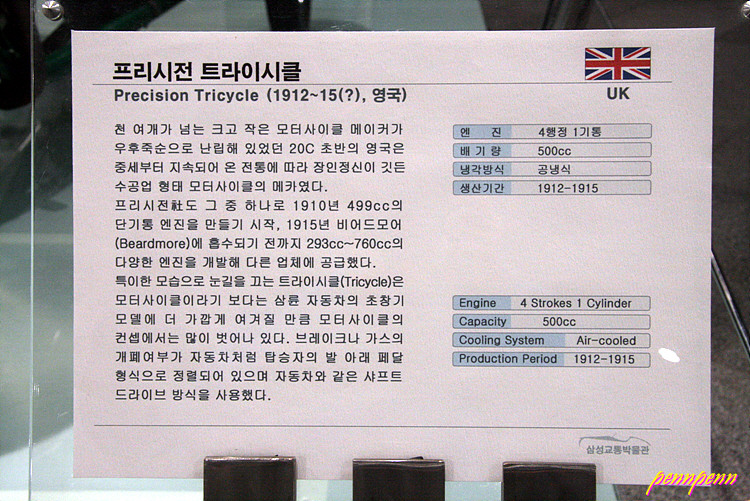 프리시전 트라이시클
Precision Tricycle (1912~15(?), 영국)
UK
천 여개가 넘는 크고 작은 모터사이클 메이커가
우후죽순으로 난립해 있었던 20C 초반의 영국은
중세부터 지속되어 온 전통에 따라 장인정신이 깃든
수공업 형태 모터사이클의 메카였다.
프리시전社도 그 중 하나로 1910년 499cc의
단기통 엔진을 만들기 시작, 1915년 비어드모어
(Beardmore)에 흡수되기 전까지 293cc~760cc의
다양한 엔진을 개발해 다른 업체에 공급했다.
특이한 모습으로 눈길을 끄는 트라이시클(Tricycle)은
모터사이클이라기 보다는 삼륜 자동차의 초창기
모델에 더 가깝게 여겨질 만큼 모터사이클의
컨셉에서는 많이 벗어나 있다. 브레이크나 가스의
개폐여부가 자동차처럼 탑승자의 발 아래 페달
형식으로 정렬되어 있으며 자동차와 같은 샤프트
드라이브 방식을 사용했다.
엔 진 4행정 1기통
배 기 량 500cc
냉각방식 공냉식
생산기간 1912-1915
Engine 4 Strokes 1 Cylinder
Capacity 500cc
Cooling System Air-cooled
Production Period 1912-1915
삼성교통박물관
pennpenn